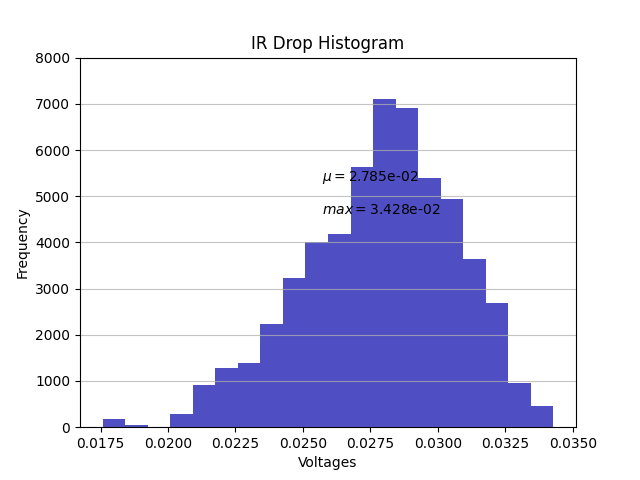 IR Drop Histogram
8000
7000
6000
5000
4000
3000
2000
1000
0
Frequency
μ = 2.785e-02
max = 3.428e-02
0.0175 0.0200 0.0225 0.0250 0.0275 0.0300 0.0325 0.0350
Voltages